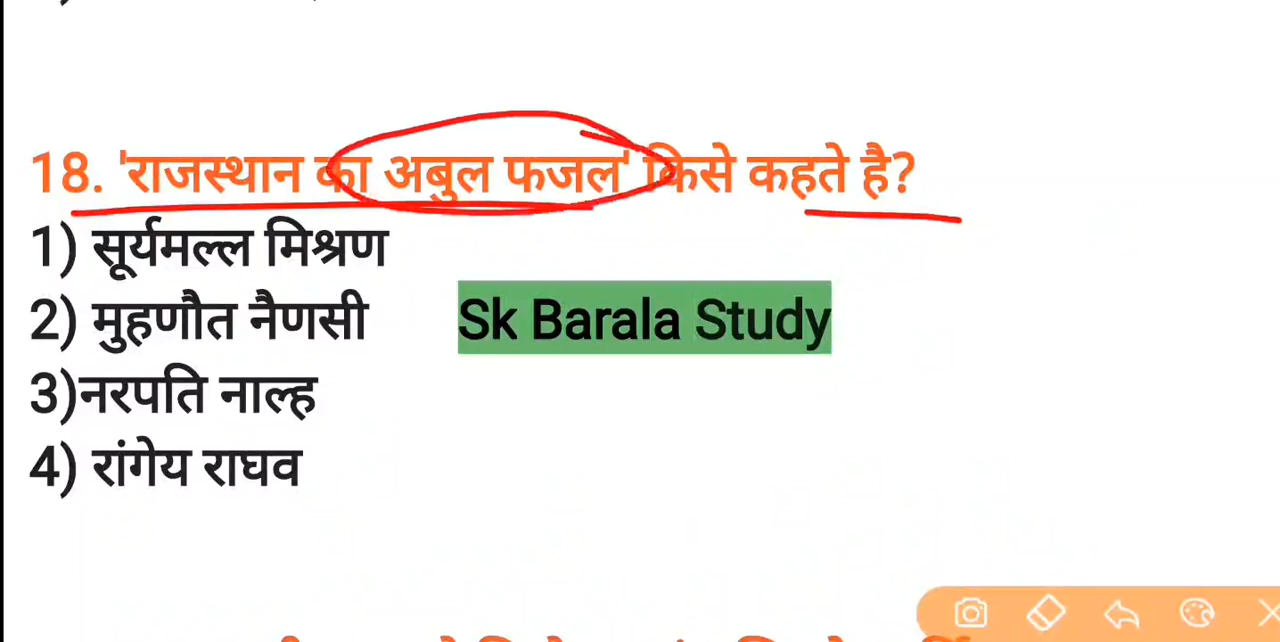 18. 'राजस्थान का अबुल फजल' किसे कहते है?
1) सूर्यमल्ल मिश्रण
2) मुहणौत नैणसी
Sk Barala Study
3)नरपति नाल्ह
4) रांगेय राघव